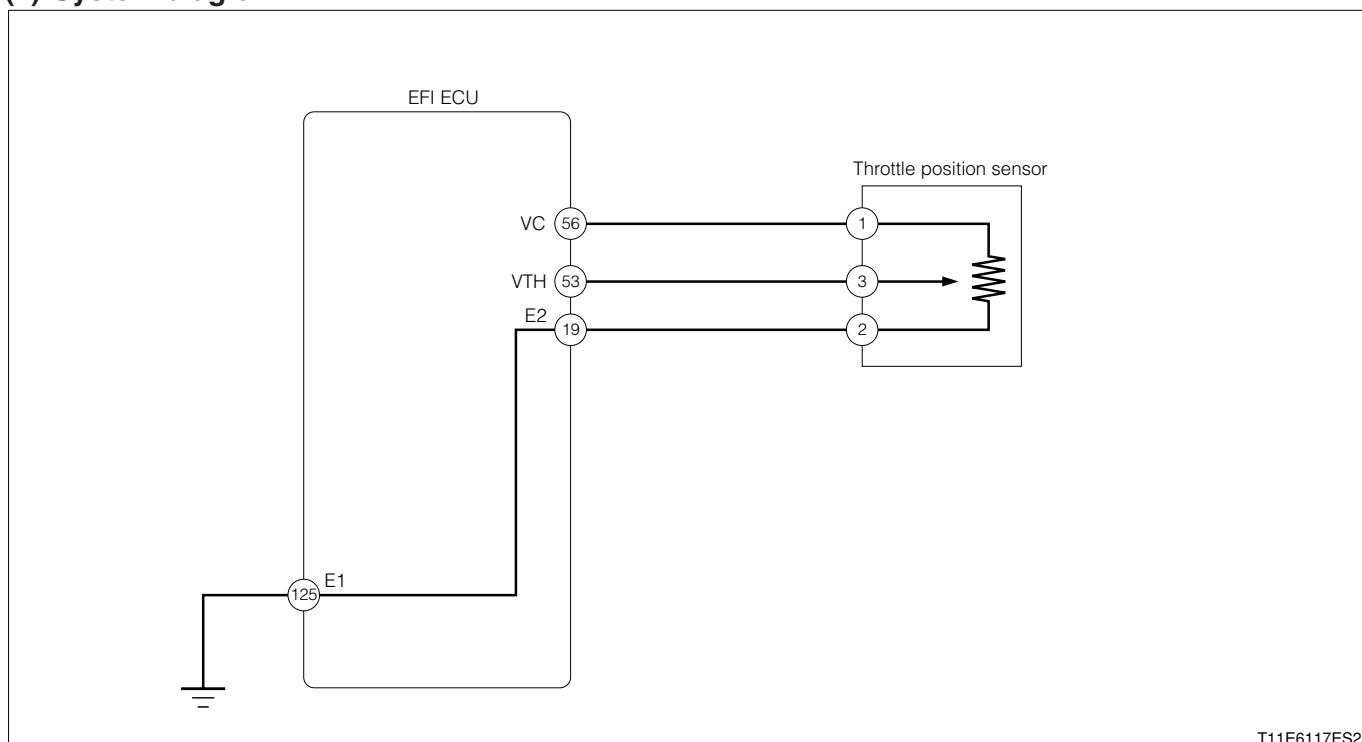 EFI ECU
Throttle position sensor
VC 56 1
VTH 53 3
E2
19 2
E1
125
T11E6117ES2